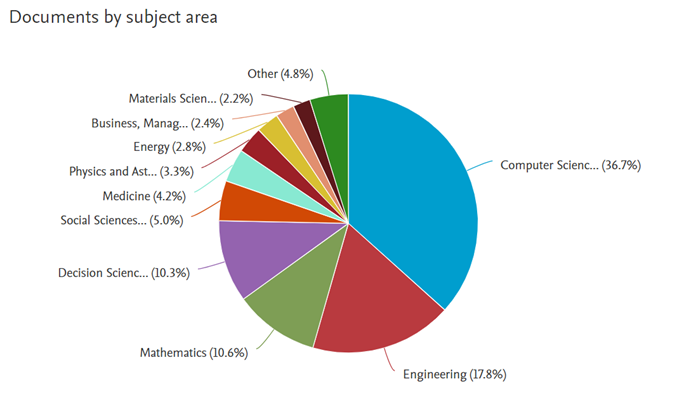 Documents by subject area
Other (4.8%)
Materials Scien... (2.2%)
Business, Manag... (2.4%)
Energy (2.8%)
Physics and Ast... (3.3%)
Medicine (4.2%)
Social Sciences... (5.0%)
Decision Scienc... (10.3%)
Mathematics (10.6%)
Engineering (17.8%)
Computer Scienc... (36.7%)